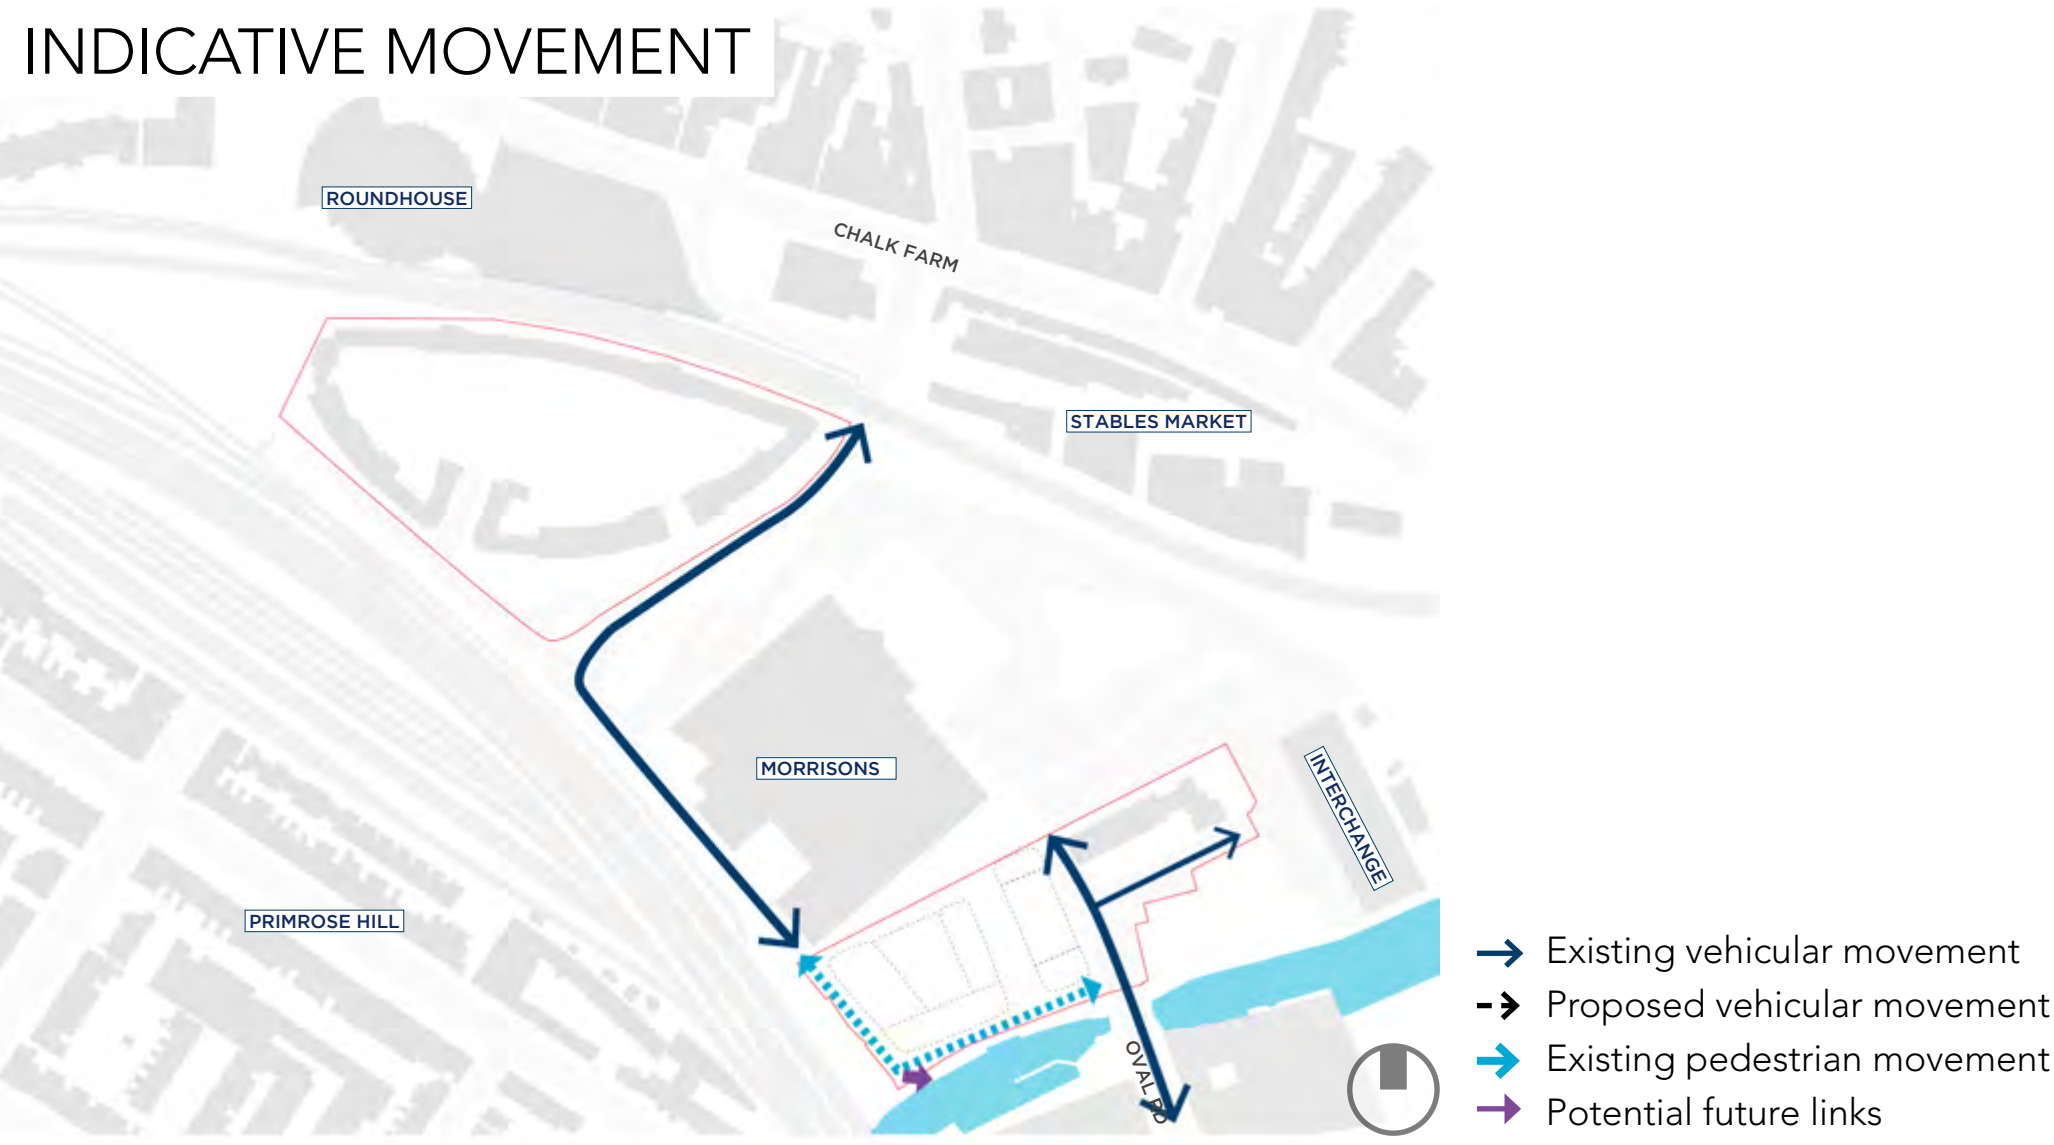 INDICATIVE MOVEMENT
ROUNDHOUSE
CHALK FARM
STABLES MARKET
MORRISONS
INTERCHANGE
PRIMROSE HILL
OVAL RD
Existing vehicular movement
Proposed vehicular movement
Existing pedestrian movement
Potential future links